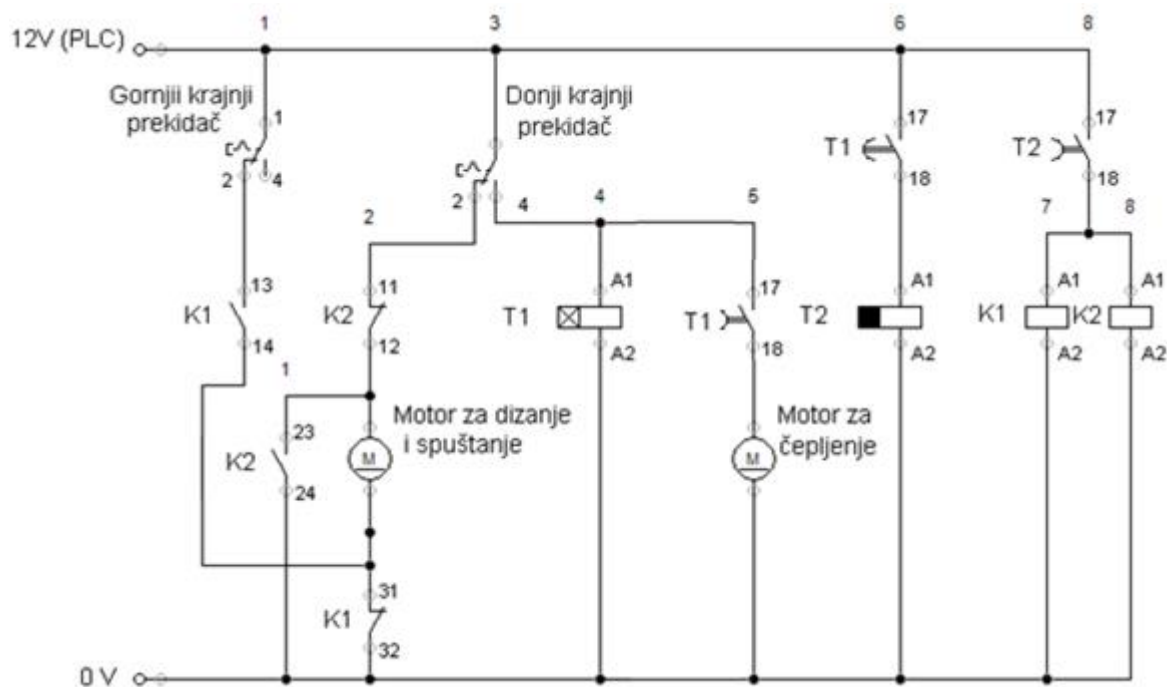 1 3 6 8
12V (PLC)
Gornjii krajnji
prekidač
1
2 4
Donji krajnji
prekidač
2 4
17
T1
18
17
T2
18
2 4 5 7 8
13
K1
14
11
K2
12
A1
T1
A2
17
T1
18
A1
T2
A2
A1
K1
A2
A1
K2
A2
1
23
K2
24
Motor za dizanje
i spuštanje
M
Motor za
čepljenje
M
31
K1
32
0 V